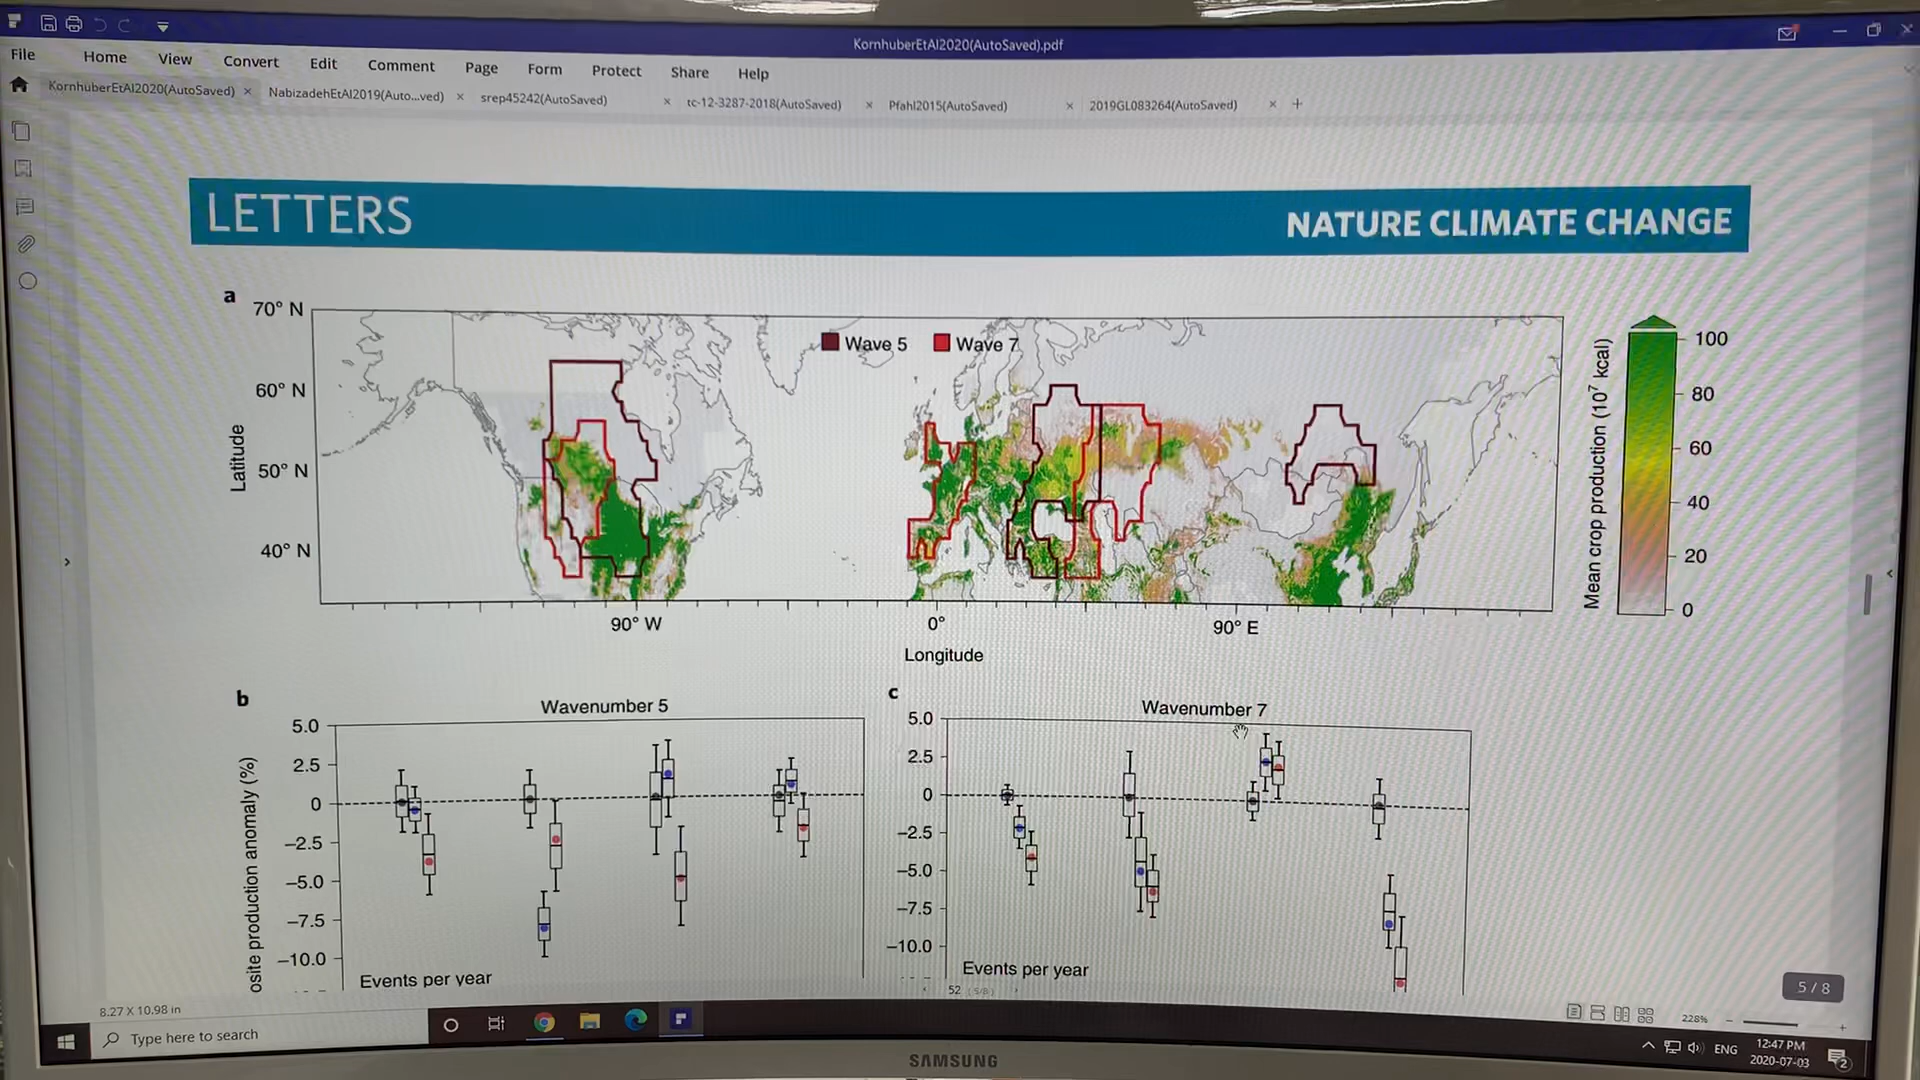 KornhuberEtAl2020(AutoSaved).pdf
File Home View Convert Edit Comment Page Form Protect Share Help
KornhuberEtAl2020(AutoSaved) × NabizadehEtAl2019(Auto...ved) × srep45242(AutoSaved) × tc-12-3287-2018(AutoSaved) × Pfahl2015(AutoSaved) × 2019GL083264(AutoSaved) × +
LETTERS
NATURE CLIMATE CHANGE
a
70° N
60° N
50° N
40° N
Latitude
Wave 5 Wave 7
90° W 0° 90° E
Longitude
Mean crop production (10⁷ kcal)
100
80
60
40
20
0
b
Wavenumber 5
5.0
2.5
0
−2.5
−5.0
−7.5
−10.0
osite production anomaly (%)
Events per year
c
Wavenumber 7
5.0
2.5
0
−2.5
−5.0
−7.5
−10.0
Events per year
52 (5/8)
5 / 8
8.27 X 10.98 in
228%
Type here to search
ENG
12:47 PM
2020-07-03
2
SAMSUNG